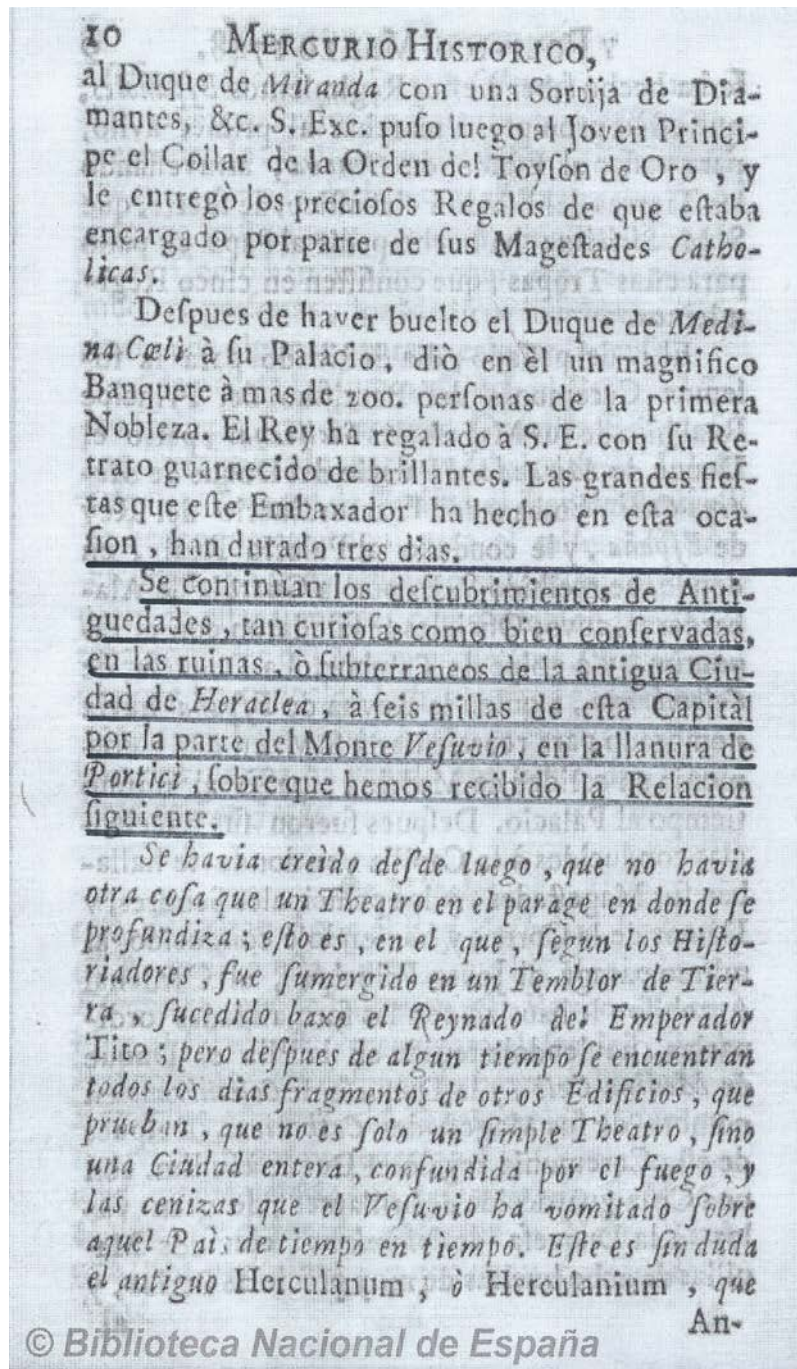 10 MERCURIO HISTORICO,
al Duque de Miranda con una Sortija de Dia-
mantes, &c. S. Exc. puſo luego al Joven Princi-
pe el Collar de la Orden del Toyſón de Oro, y
le entregò los precioſos Regalos de que eſtaba
encargado por parte de ſus Mageſtades Catho-
licas.
Deſpues de haver buelto el Duque de Medi-
na Cœli à ſu Palacio, diò en èl un magnifico
Banquete à mas de 200. perſonas de la primera
Nobleza. El Rey ha regalado à S. E. con ſu Re-
trato guarnecido de brillantes. Las grandes fieſ-
tas que eſte Embaxador ha hecho en eſta oca-
ſion, han durado tres dias.
Se continùan los deſcubrimientos de Anti-
guedades, tan curioſas como bien conſervadas,
en las ruinas, ò ſubterraneos de la antigua Ciu-
dad de Heraclea, à ſeis millas de eſta Capitàl
por la parte del Monte Veſuvio, en la llanura de
Portici, ſobre que hemos recibido la Relacion
ſiguiente.
Se havia creìdo deſde luego, que no havia
otra coſa que un Theatro en el parage en donde ſe
profundiza; eſto es, en el que, ſegun los Hiſto-
riadores, fue ſumergido en un Temblor de Tier-
ra, ſucedido baxo el Reynado del Emperador
Tito; pero deſpues de algun tiempo ſe encuentran
todos los dias fragmentos de otros Edificios, que
prueban, que no es ſolo un ſimple Theatro, ſino
una Ciudad entera, confundida por el fuego, y
las cenizas que el Veſuvio ha vomitado ſobre
aquel Paìs de tiempo en tiempo. Eſte es ſin duda
el antiguo Herculanum, ò Herculanium, que
An-
© Biblioteca Nacional de España